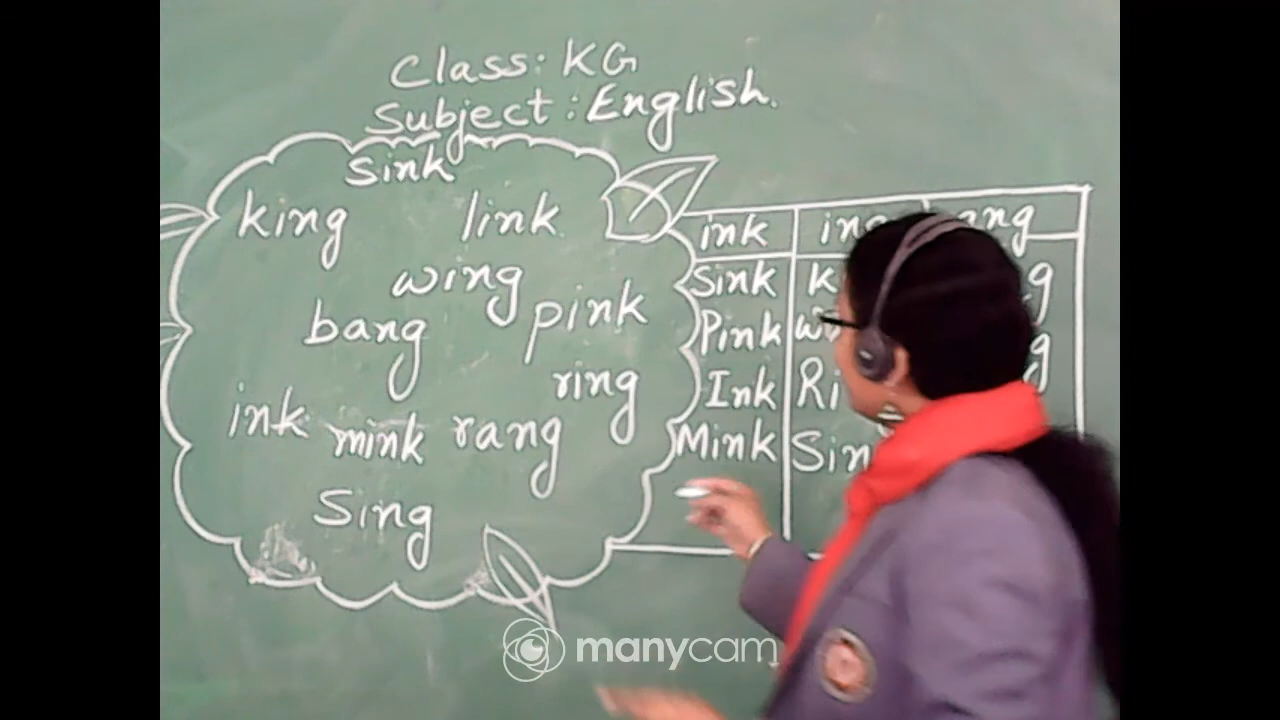 Class: KG
Subject: English.
Sink
king link
wing
bang pink
ring
ink mink rang
Sing
ink
Sink
Pink
Ink
Mink
manycam